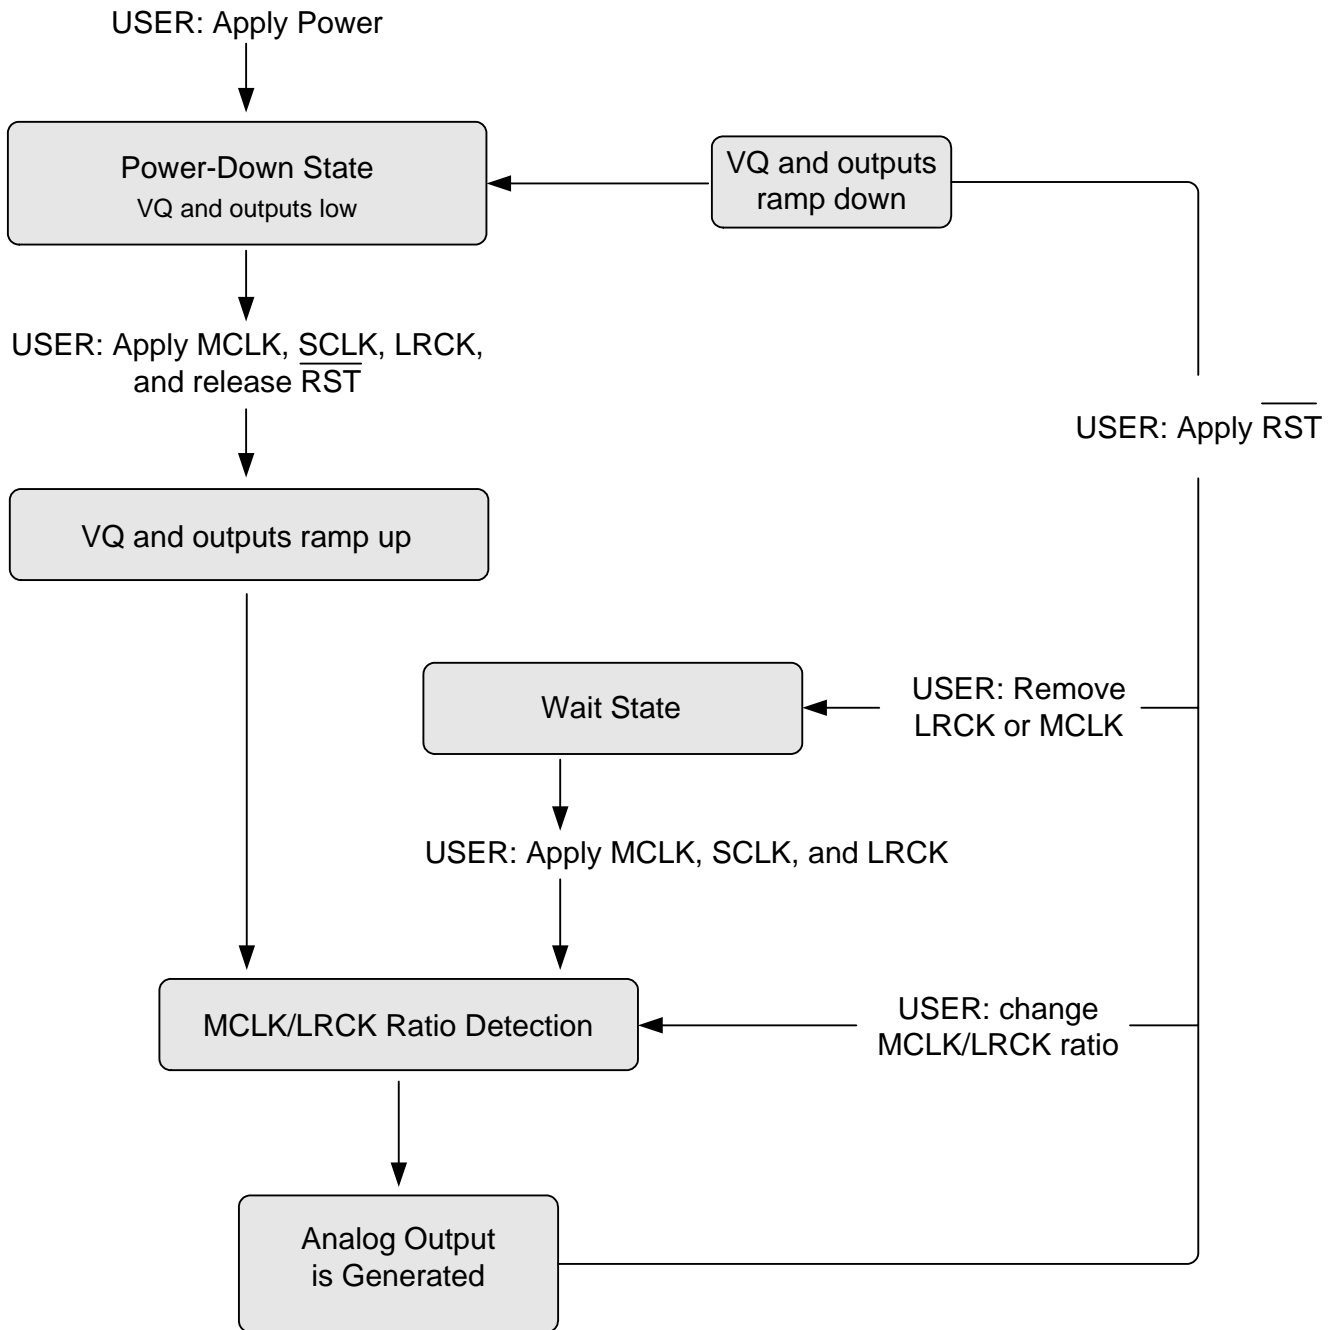 USER: Apply Power
Power-Down State
VQ and outputs low
VQ and outputs
ramp down
USER: Apply MCLK, SCLK, LRCK,
and release R̅S̅T̅
USER: Apply R̅S̅T̅
VQ and outputs ramp up
Wait State
USER: Remove
LRCK or MCLK
USER: Apply MCLK, SCLK, and LRCK
MCLK/LRCK Ratio Detection
USER: change
MCLK/LRCK ratio
Analog Output
is Generated